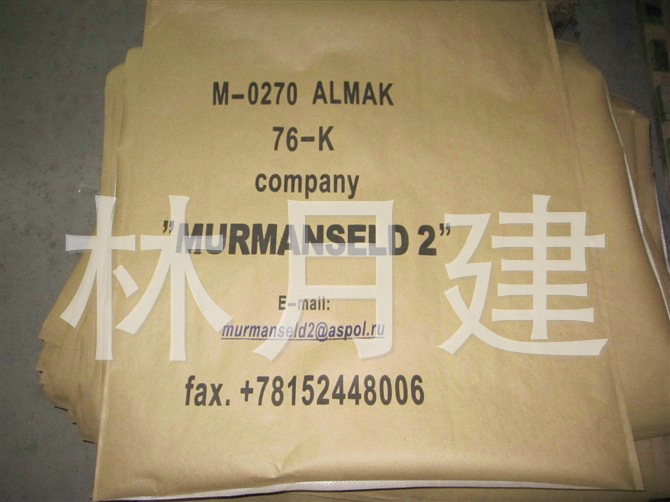 M-0270 ALMAK
76-K
company
"MURMANSELD 2"
林月建
E-mail:
murmanseld2@aspol.ru
fax. +78152448006